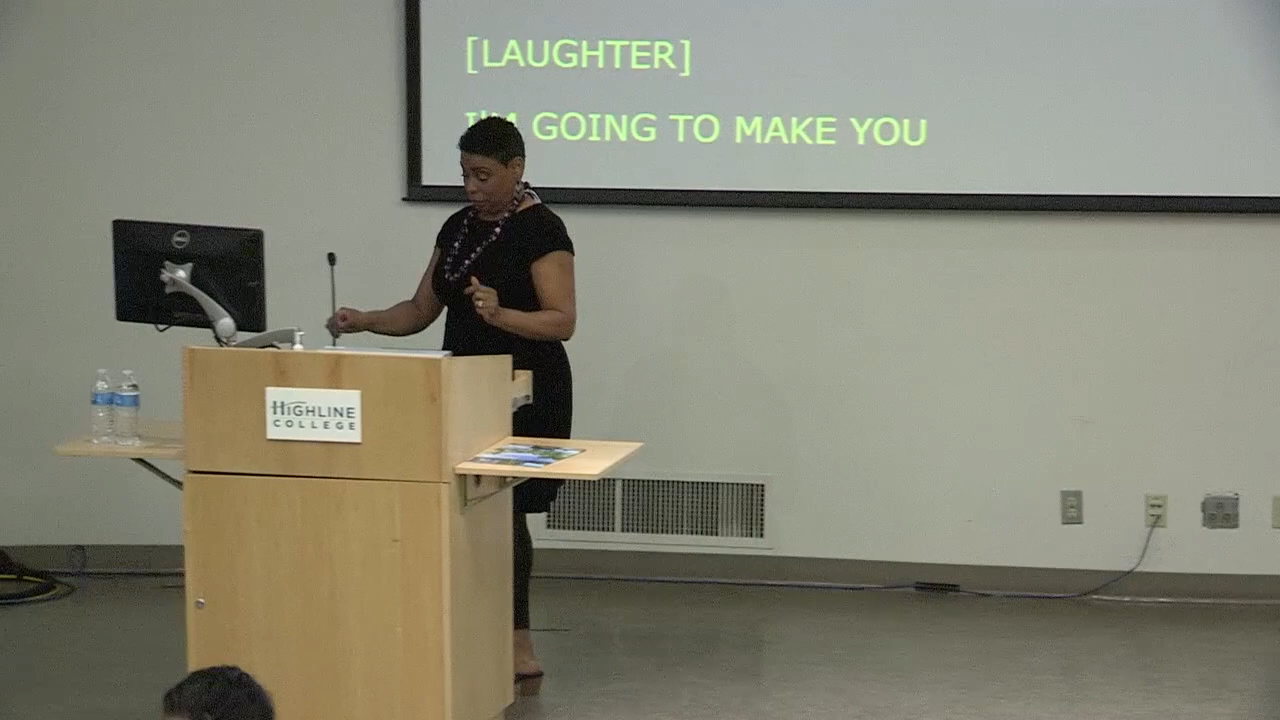 [LAUGHTER]
I'M GOING TO MAKE YOU
HIGHLINE
COLLEGE